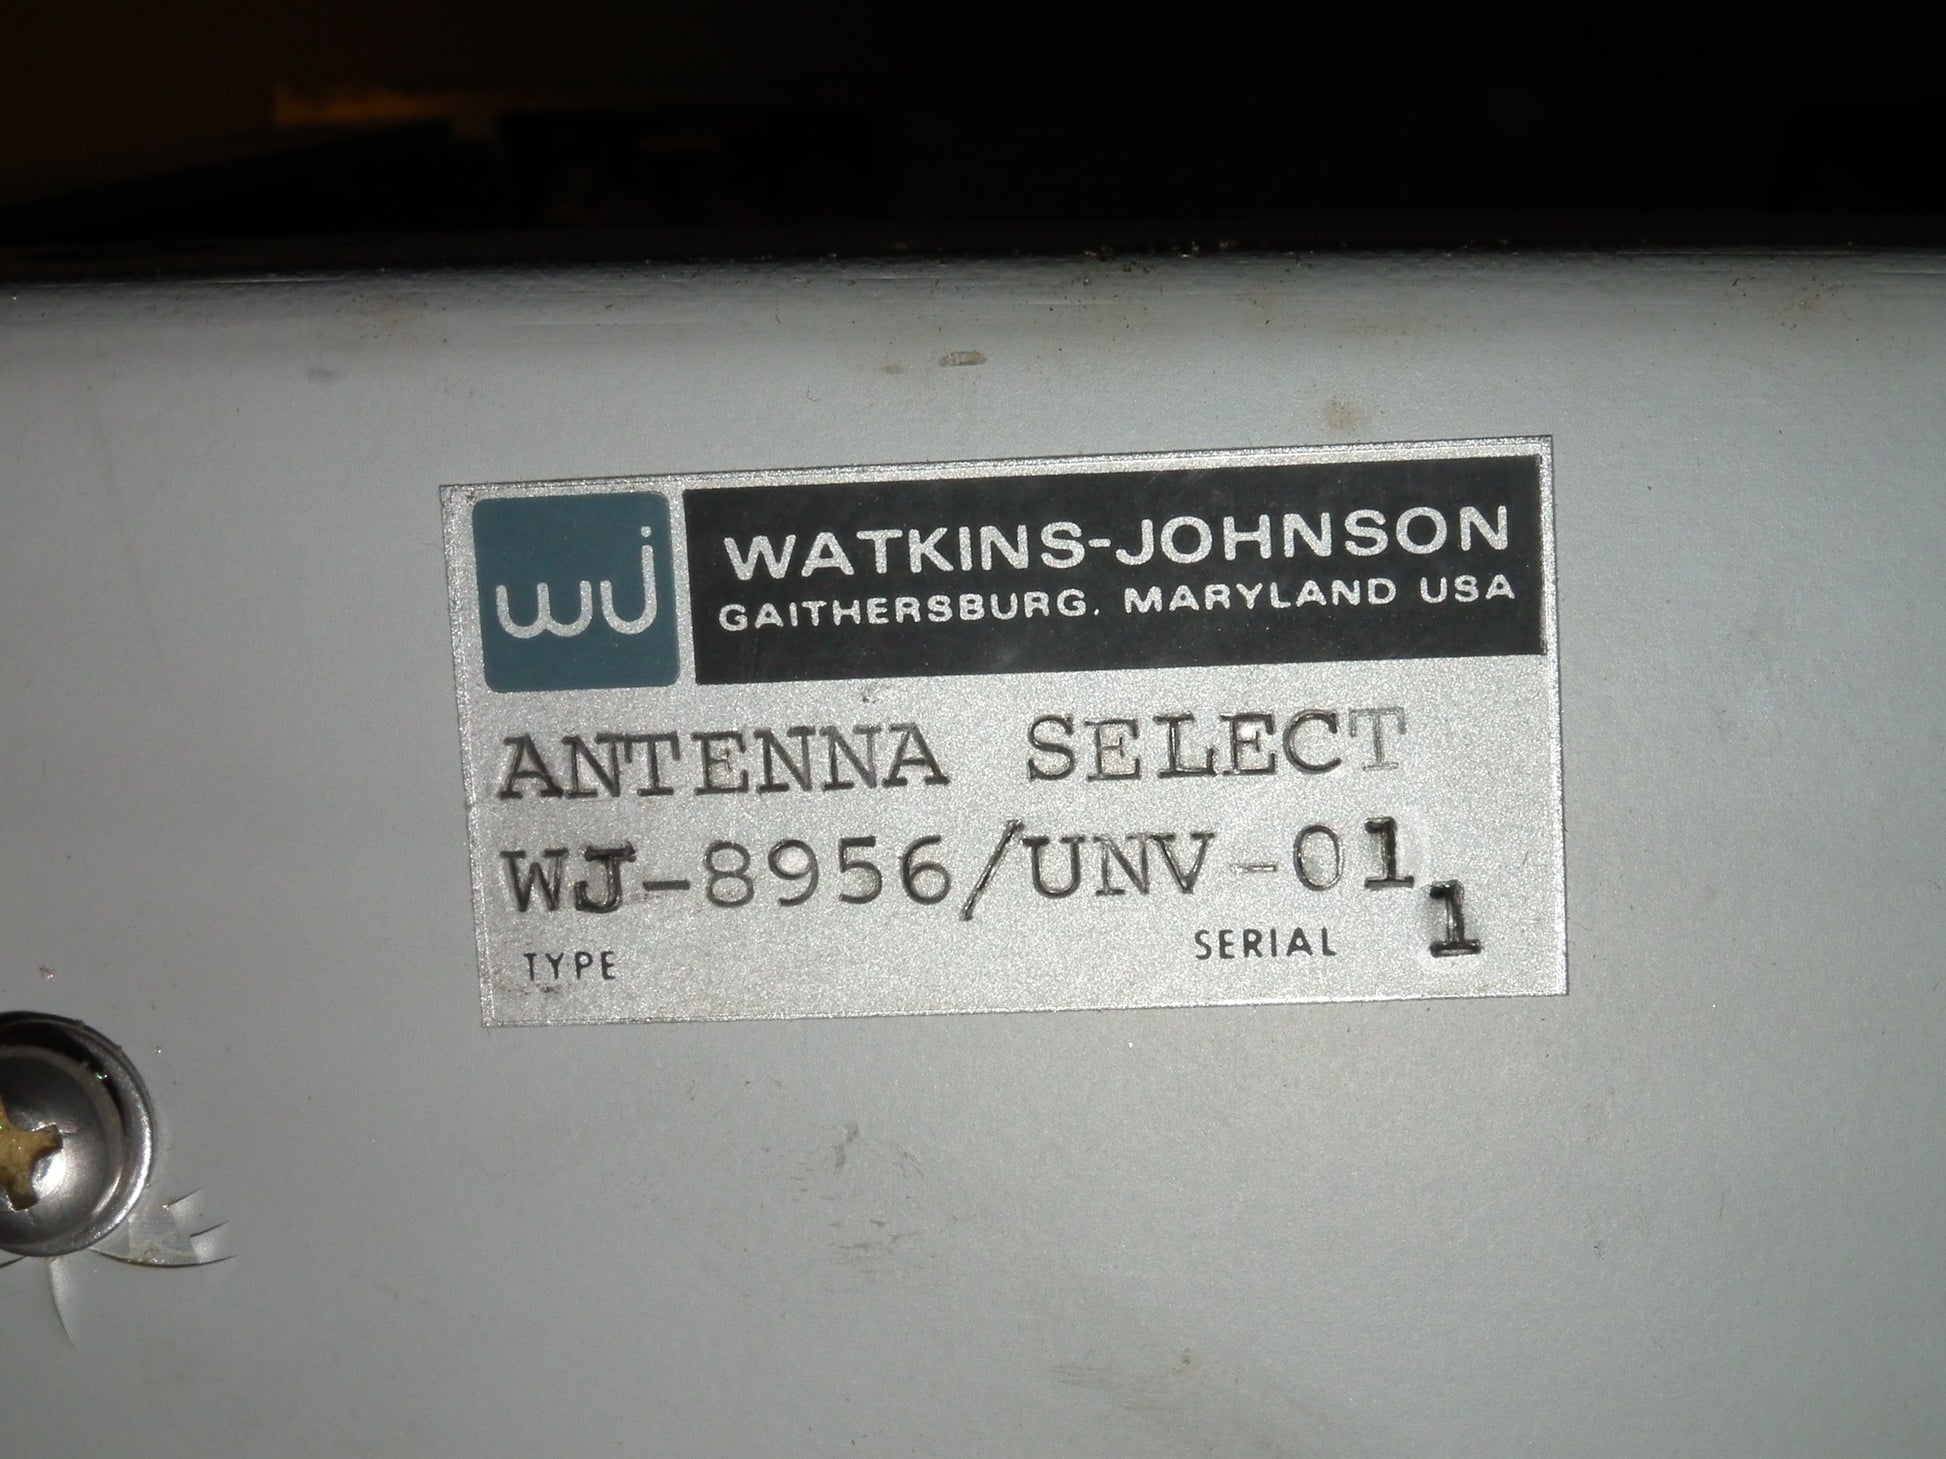 wj
WATKINS-JOHNSON
GAITHERSBURG. MARYLAND USA
ANTENNA SELECT
WJ-8956/UNV-01
TYPE
SERIAL 1